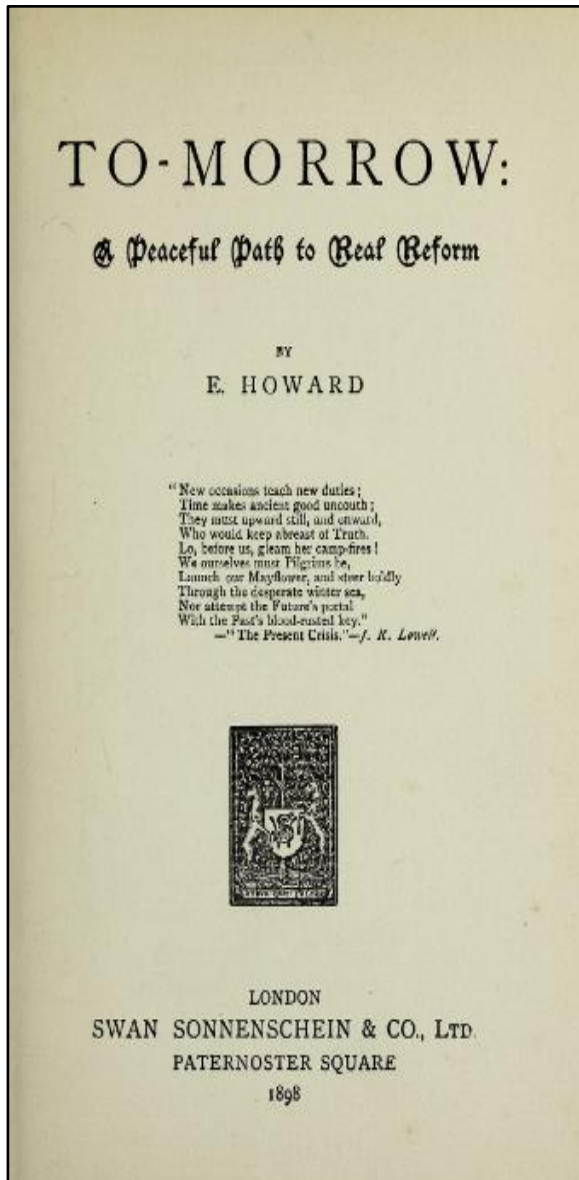 TO-MORROW:
A Peaceful Path to Real Reform
BY
E. HOWARD
"New occasions teach new duties;
Time makes ancient good uncouth;
They must upward still, and onward,
Who would keep abreast of Truth.
Lo, before us, gleam her camp-fires!
We ourselves must Pilgrims be,
Launch our Mayflower, and steer boldly
Through the desperate winter sea,
Nor attempt the Future's portal
With the Past's blood-rusted key."
—"The Present Crisis."—J. R. Lowell.
LONDON
SWAN SONNENSCHEIN & CO., LTD.
PATERNOSTER SQUARE
1898